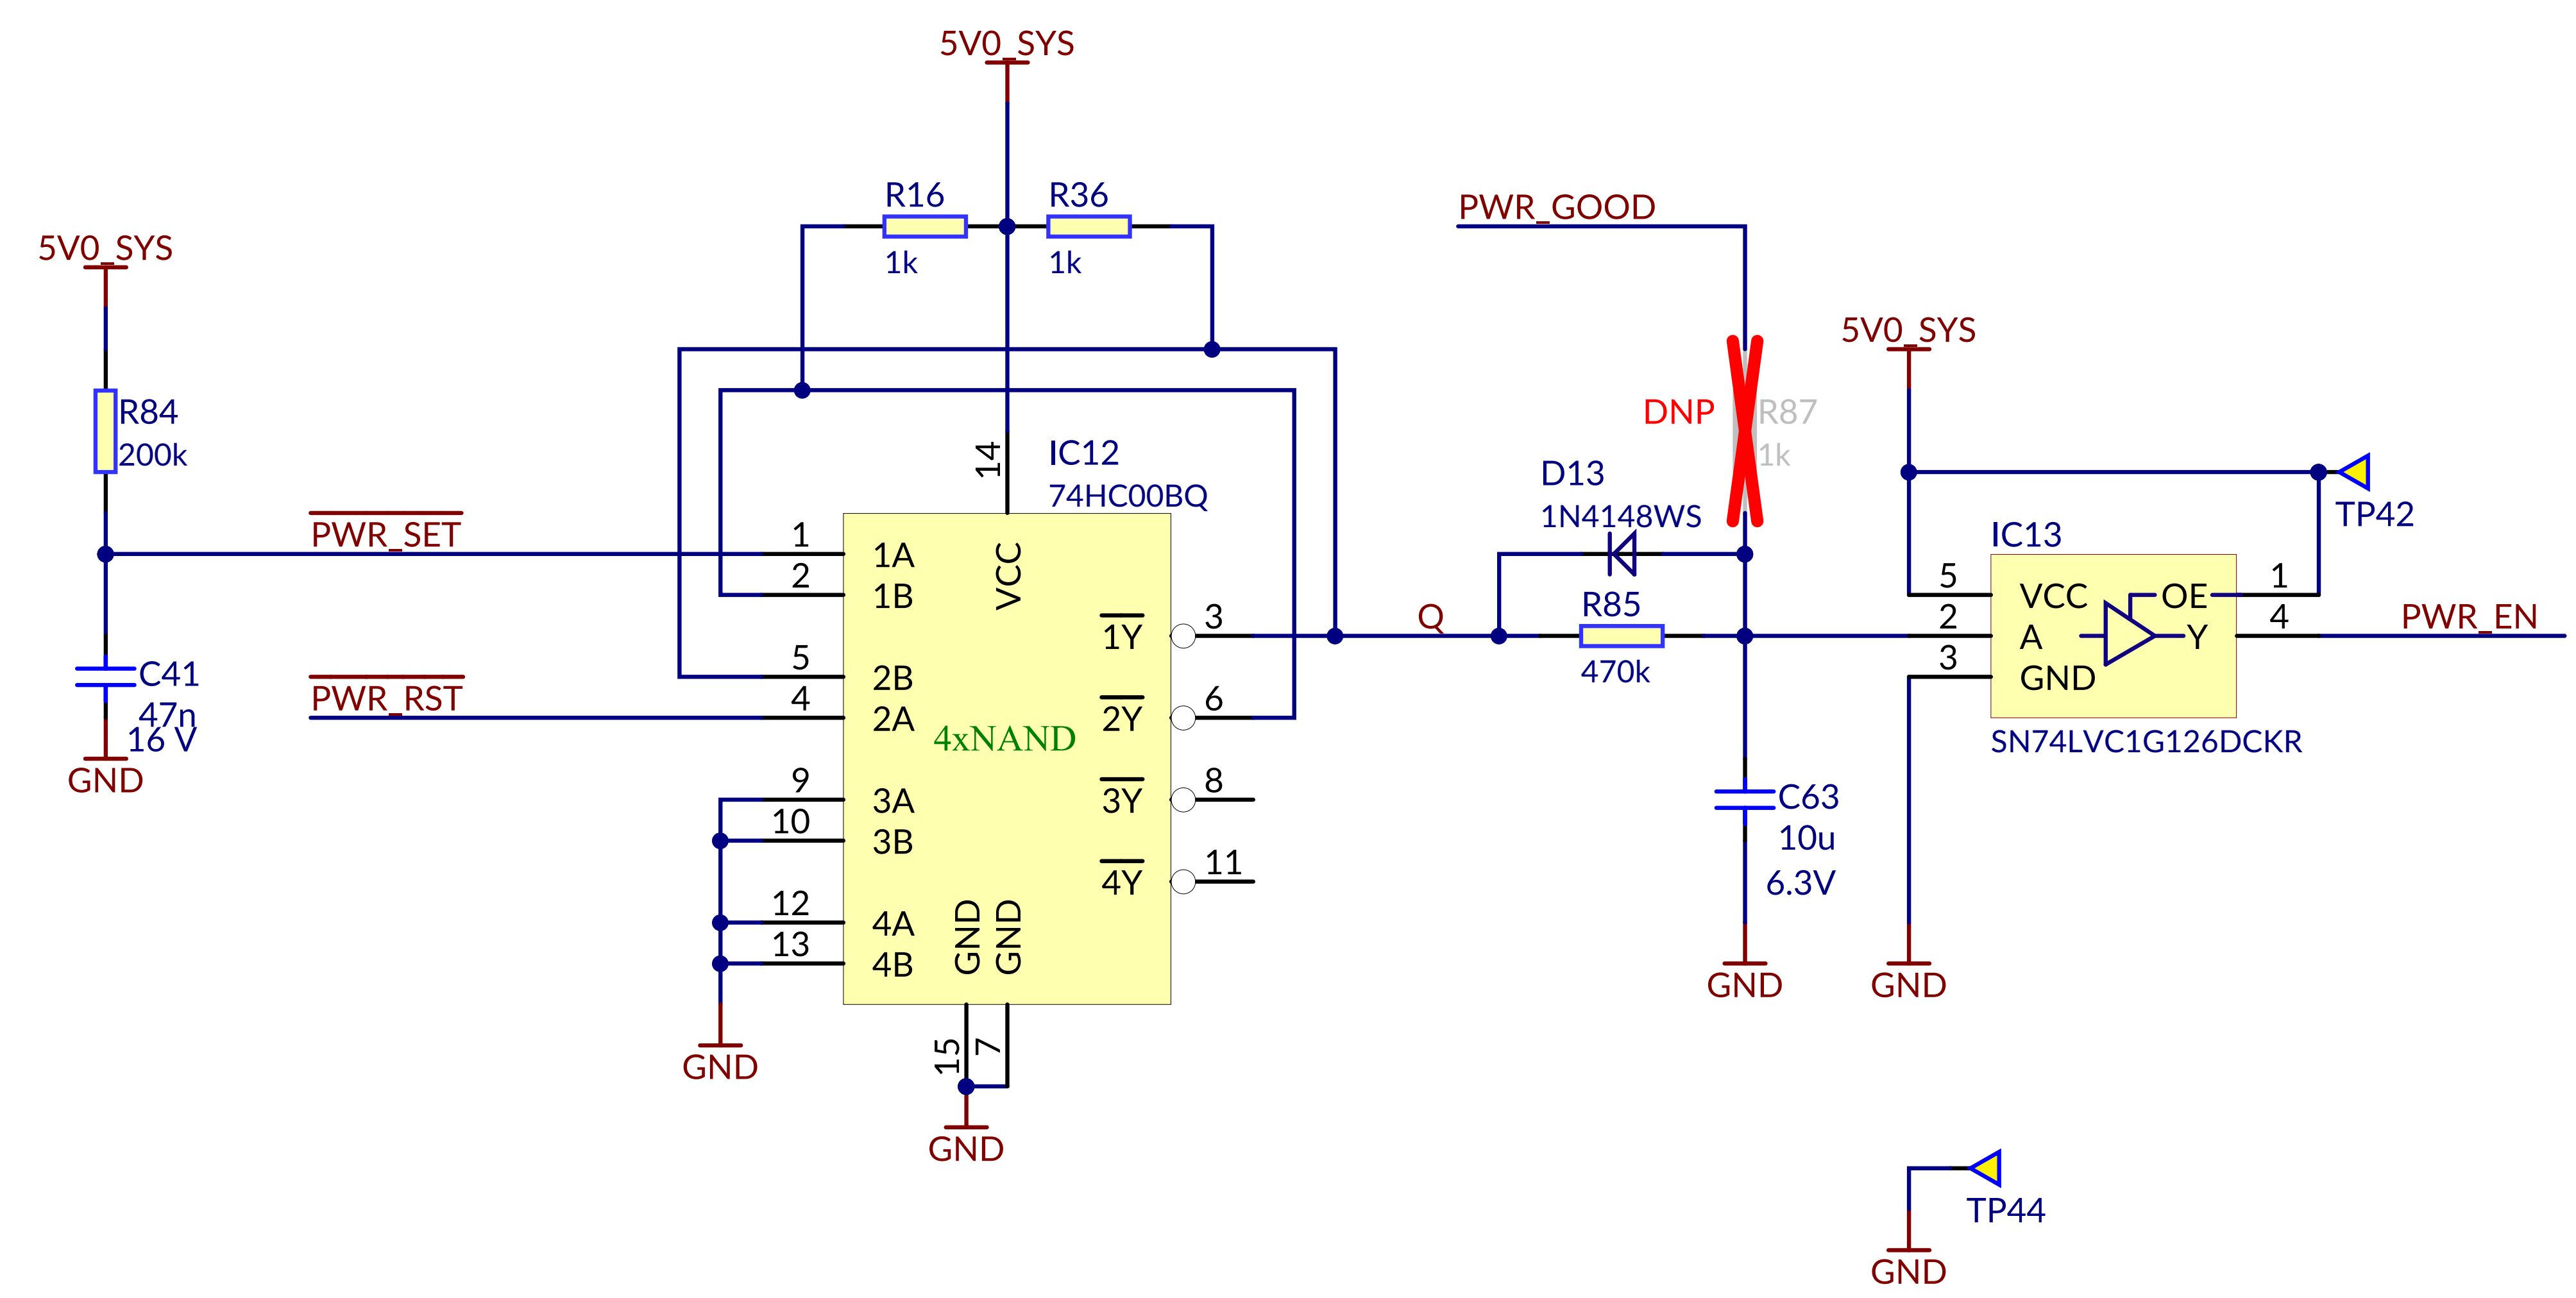 5V0_SYS
R16
R36
1k
1k
PWR_GOOD
5V0_SYS
5V0_SYS
R84
200k
DNP
R87
1k
14
IC12
74HC00BQ
D13
1N4148WS
TP42
PWR_SET
1
1A
2
1B
VCC
IC13
5
VCC
OE
1
2
A
Y
4
3
GND
PWR_EN
SN74LVC1G126DCKR
1Y
3
Q
R85
470k
C41
47n
16 V
GND
PWR_RST
5
2B
4
2A
2Y
6
4xNAND
9
3A
10
3B
3Y
8
12
4A
13
4B
4Y
11
GND
GND
C63
10u
6.3V
GND
GND
GND
15
7
GND
TP44
GND